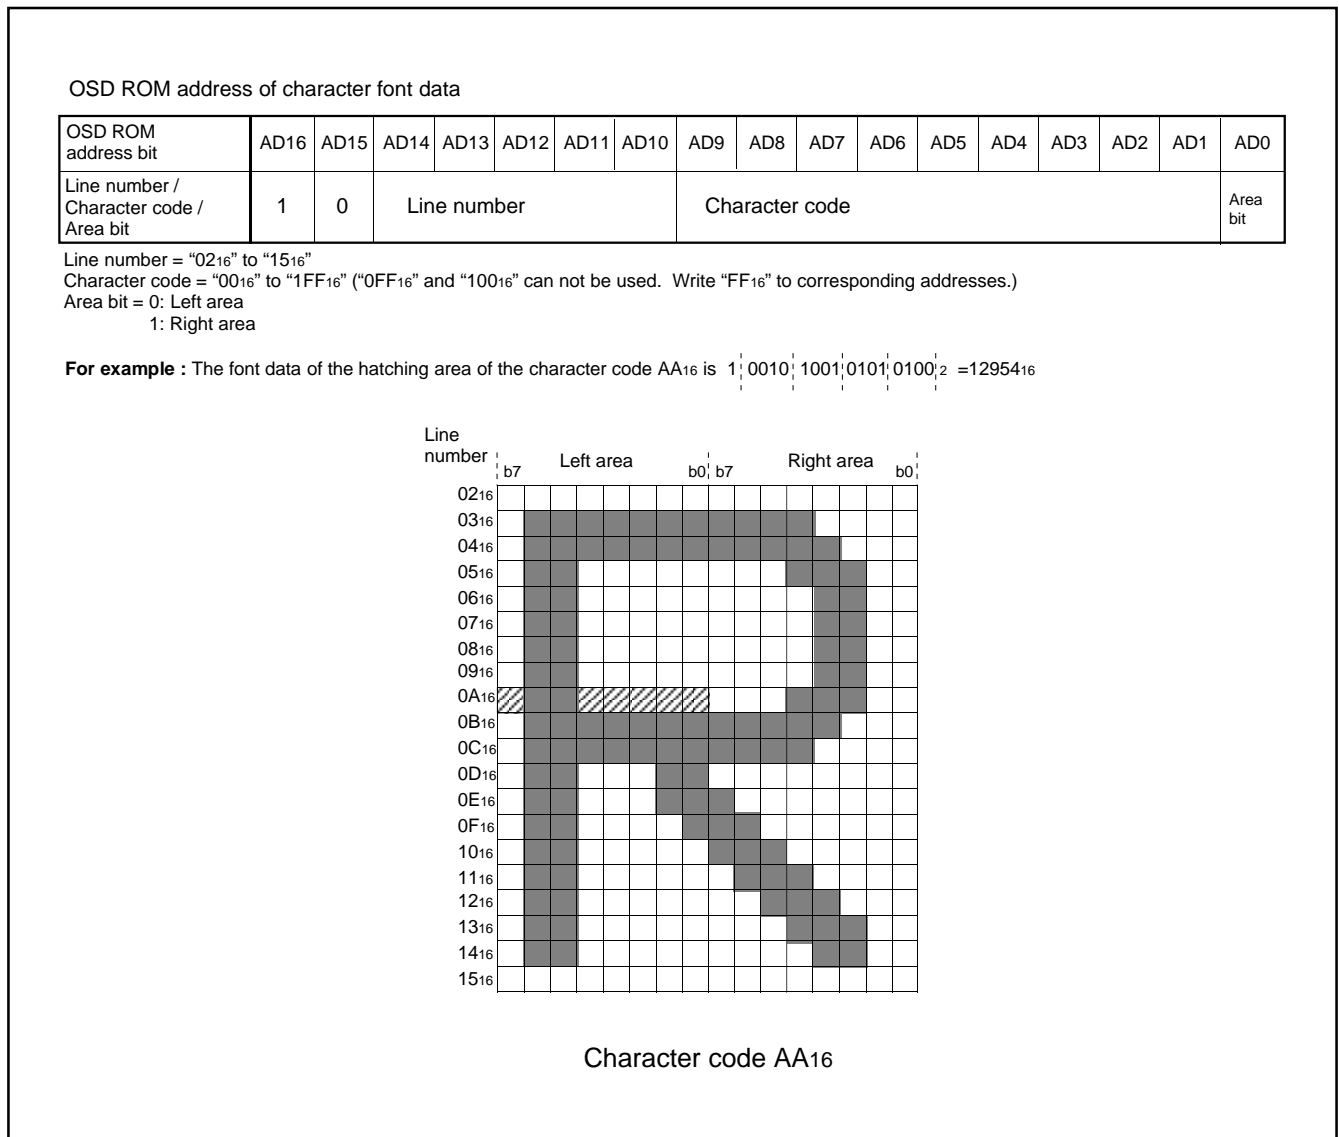 OSD ROM address of character font data
OSD ROM address bit AD16 AD15 AD14 AD13 AD12 AD11 AD10 AD9 AD8 AD7 AD6 AD5 AD4 AD3 AD2 AD1 AD0
Line number / Character code / Area bit 1 0 Line number Character code Area bit
Line number = “0216” to “1516”
Character code = “0016” to “1FF16” (“0FF16” and “10016” can not be used. Write “FF16” to corresponding addresses.)
Area bit = 0: Left area
1: Right area
For example : The font data of the hatching area of the character code AA16 is 1 0010 1001 0101 0100 2 =1295416
Line number
b7 Left area b0 b7 Right area b0
0216
0316
0416
0516
0616
0716
0816
0916
0A16
0B16
0C16
0D16
0E16
0F16
1016
1116
1216
1316
1416
1516
Character code AA16